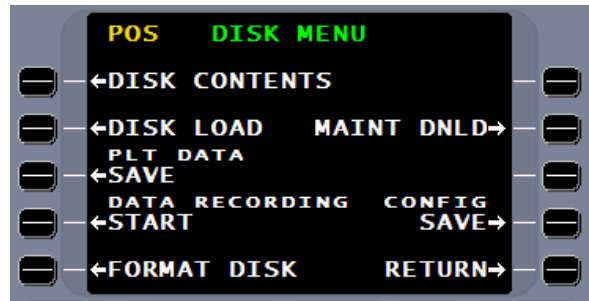 POS DISK MENU
←DISK CONTENTS
←DISK LOAD MAINT DNLD→
PLT DATA
←SAVE
DATA RECORDING CONFIG
←START SAVE→
←FORMAT DISK RETURN→